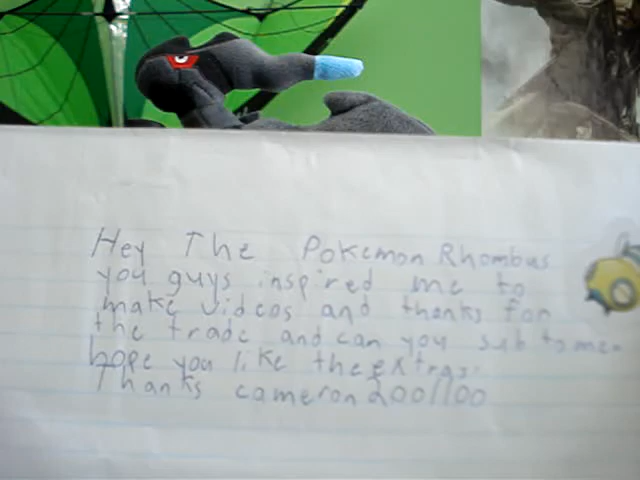 Hey The Pokemon Rhombus
you guys inspired me to
make videos and thanks for
the trade and can you sub to me.
hope you like the extras.
Thanks cameron2001100